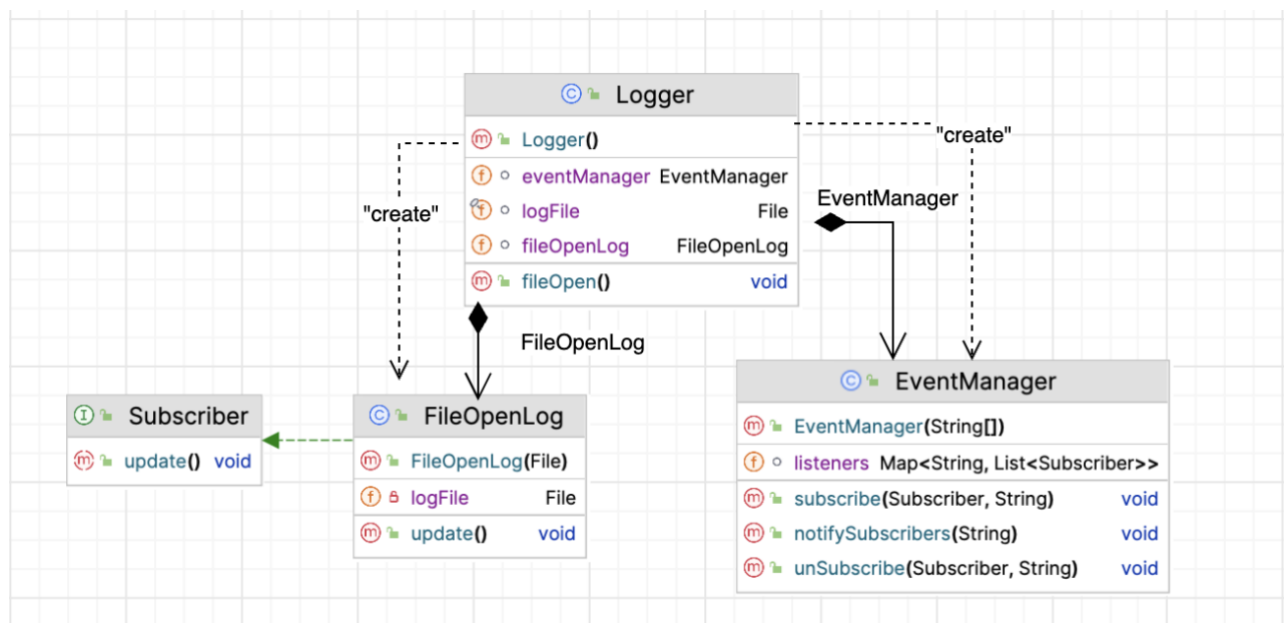 Logger
Logger()
eventManager EventManager
logFile File
fileOpenLog FileOpenLog
fileOpen() void
"create"
"create"
EventManager
FileOpenLog
Subscriber
update() void
FileOpenLog
FileOpenLog(File)
logFile File
update() void
EventManager
EventManager(String[])
listeners Map<String, List<Subscriber>>
subscribe(Subscriber, String) void
notifySubscribers(String) void
unSubscribe(Subscriber, String) void